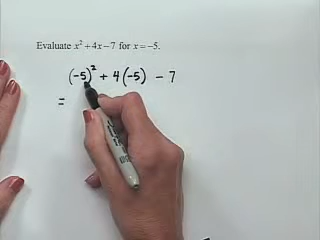 Evaluate x² + 4x − 7 for x = −5.
(-5)² + 4(-5) - 7
=